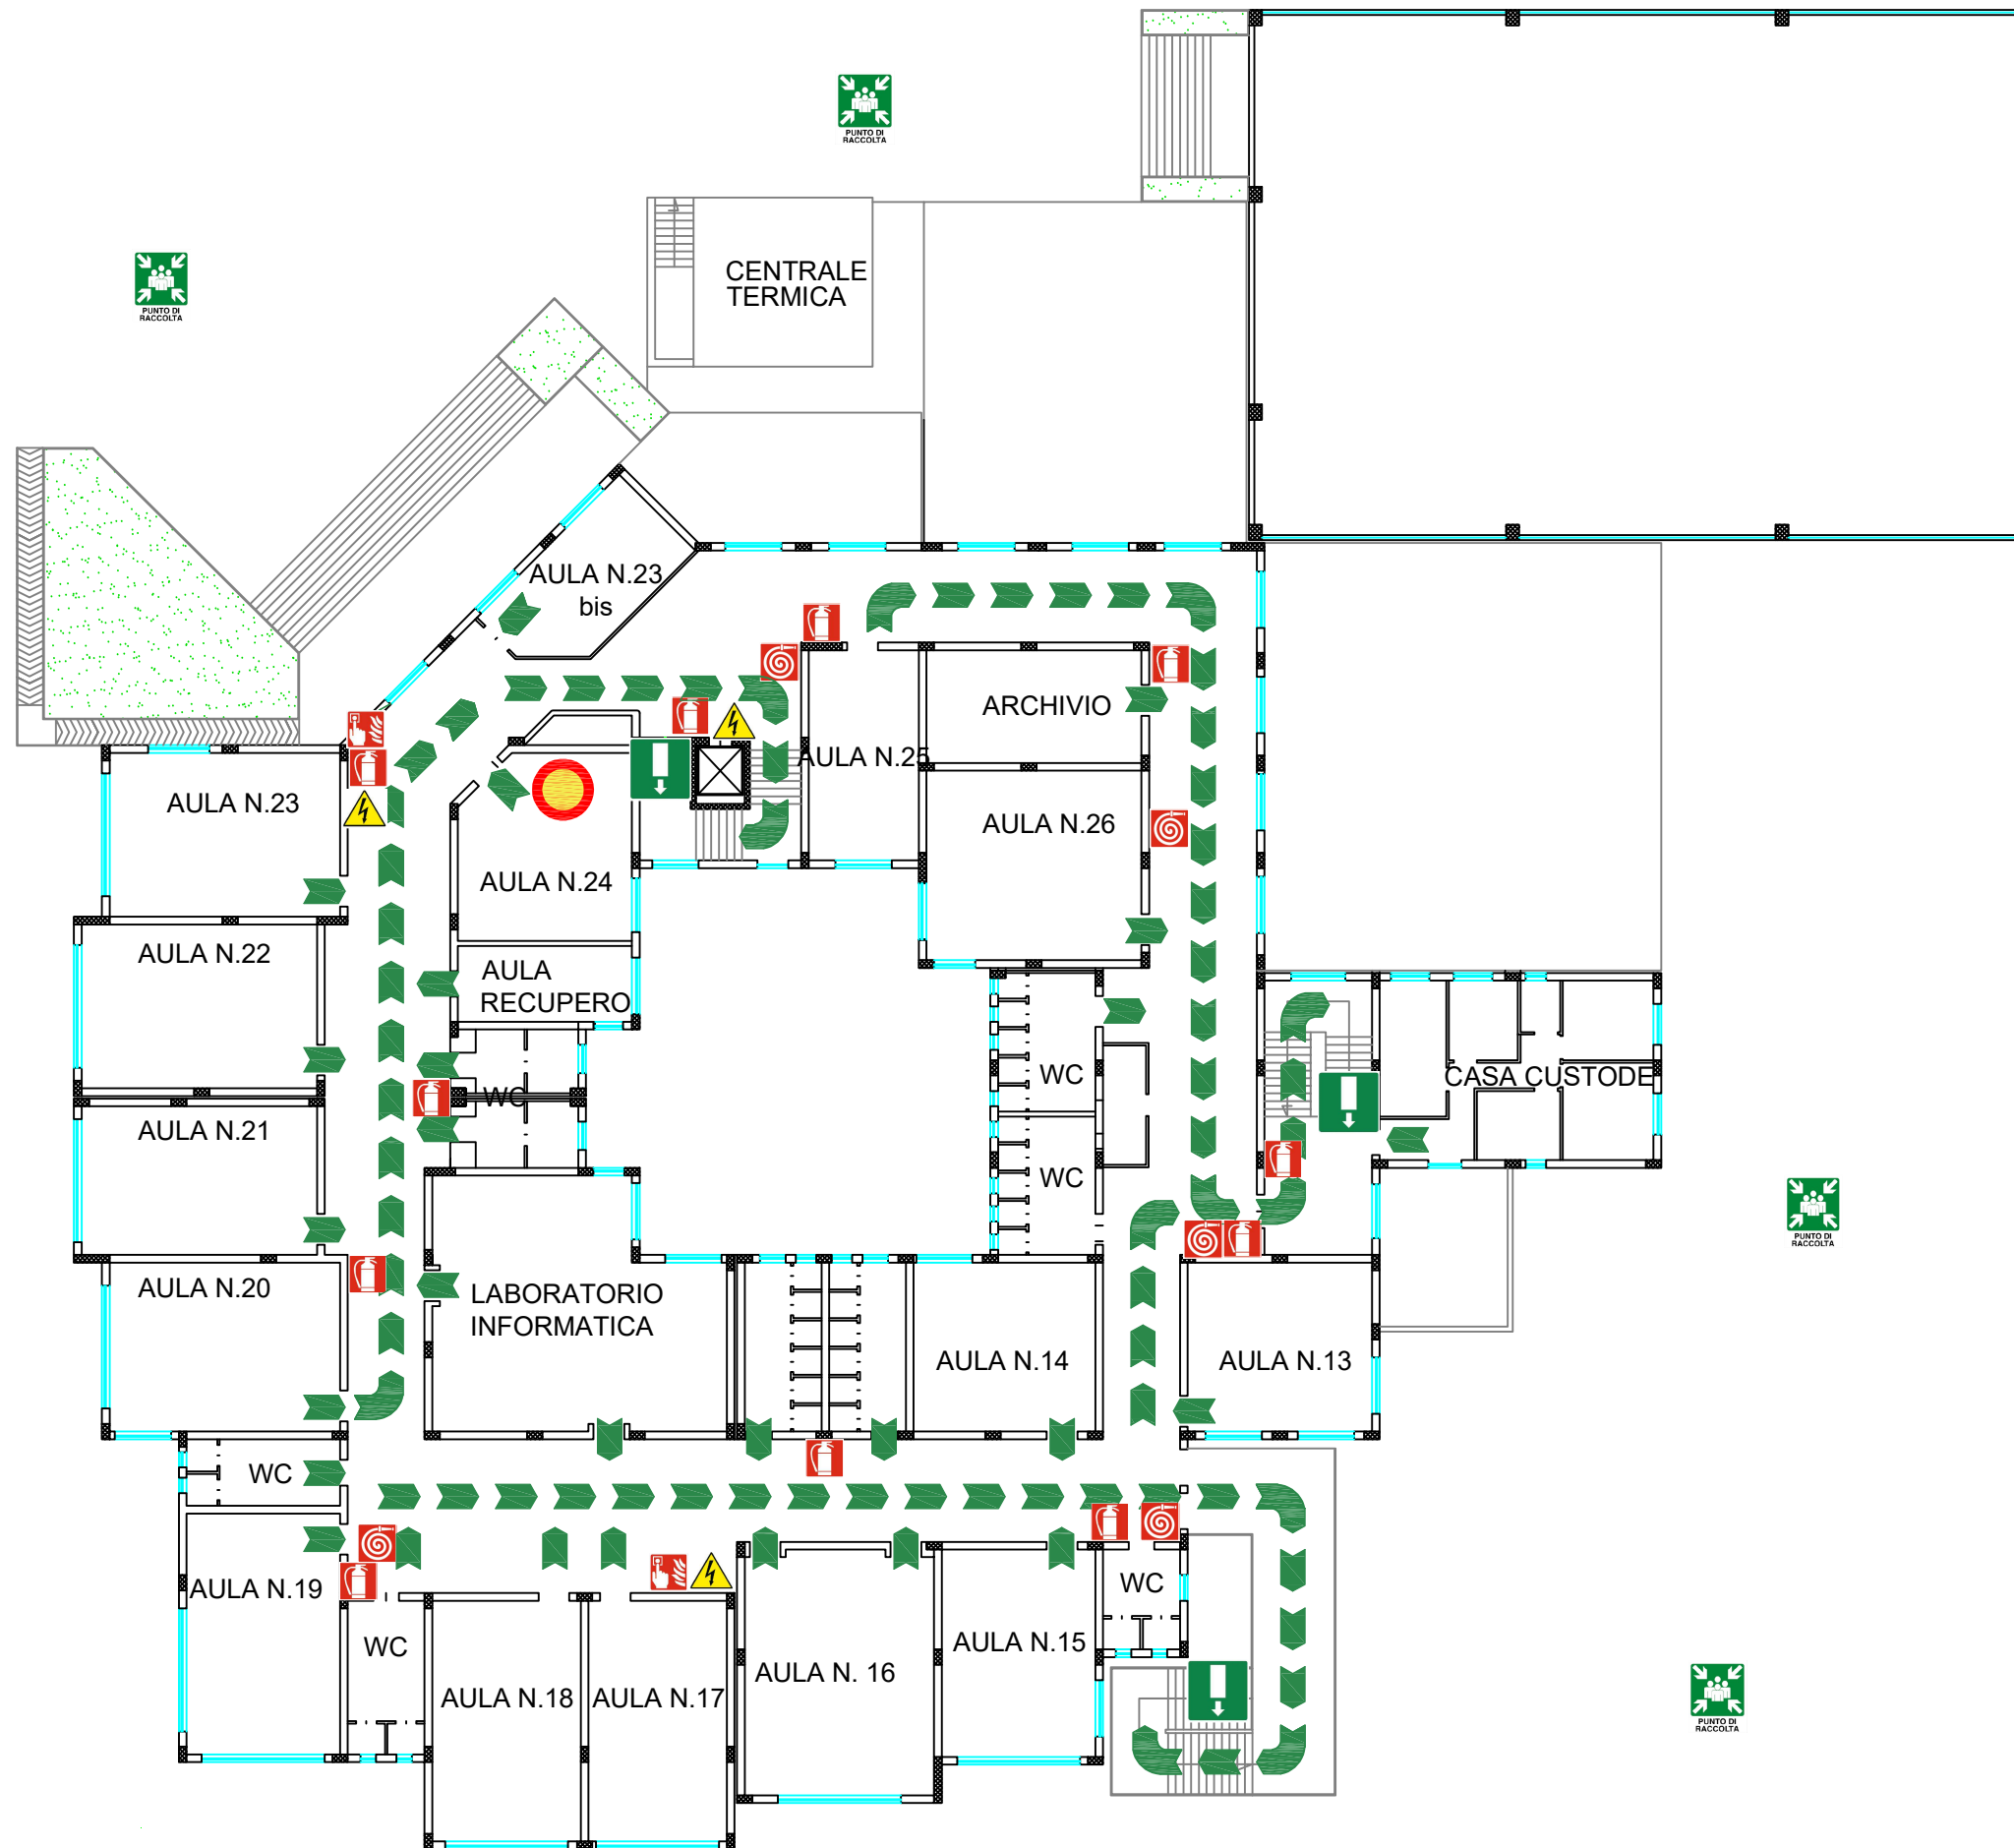 PUNTO DI
RACCOLTA
PUNTO DI
RACCOLTA
CENTRALE
TERMICA
AULA N.23
bis
ARCHIVIO
AULA N.25
AULA N.23
AULA N.26
AULA N.24
AULA N.22
AULA
RECUPERO
WC
WC
CASA CUSTODE
AULA N.21
WC
PUNTO DI
RACCOLTA
AULA N.20
LABORATORIO
INFORMATICA
AULA N.14
AULA N.13
WC
AULA N.19
WC
WC
AULA N.15
AULA N. 16
AULA N.18
AULA N.17
PUNTO DI
RACCOLTA